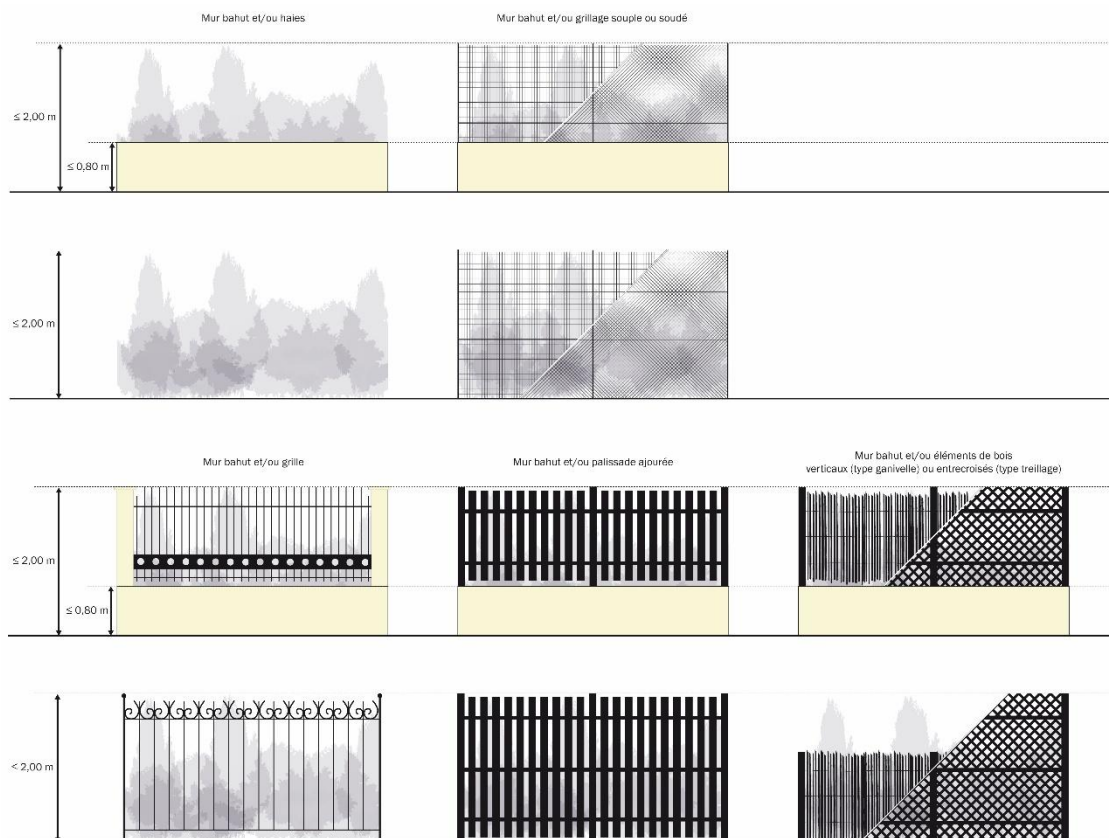 Mur bahut et/ou haies
Mur bahut et/ou grillage souple ou soudé
≤ 2,00 m
≤ 0,80 m
≤ 2,00 m
Mur bahut et/ou grille
Mur bahut et/ou palissade ajourée
Mur bahut et/ou éléments de bois
verticaux (type ganivelle) ou entrecroisés (type treillage)
≤ 2,00 m
≤ 0,80 m
< 2,00 m